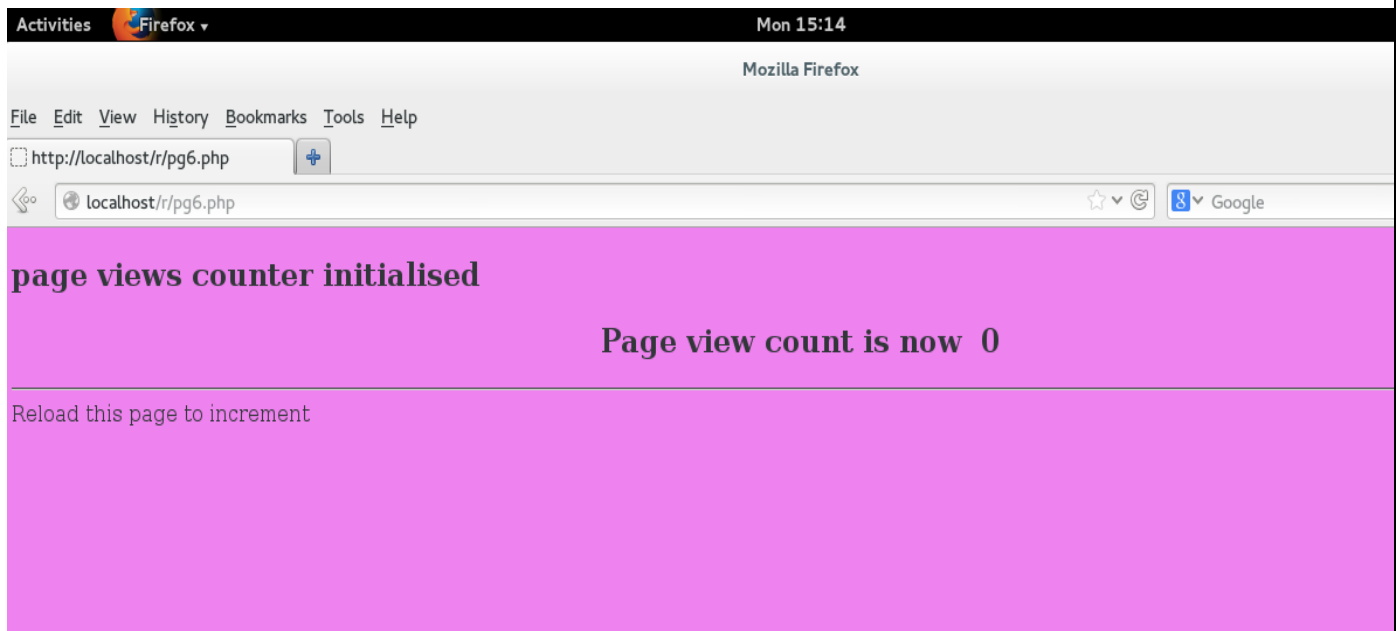 Activities Firefox Mon 15:14
Mozilla Firefox
File Edit View History Bookmarks Tools Help
http://localhost/r/pg6.php
localhost/r/pg6.php 8 Google
page views counter initialised
Page view count is now 0
Reload this page to increment